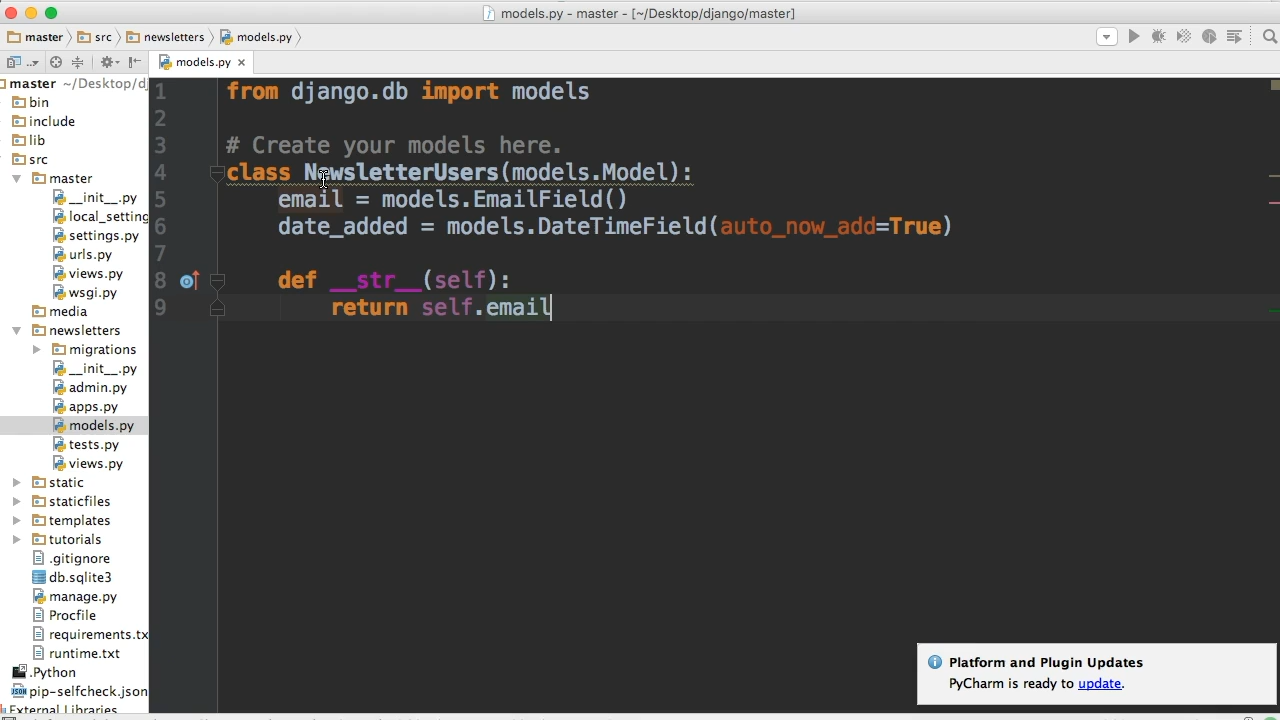 models.py - master - [~/Desktop/django/master]
master src newsletters models.py
models.py
master ~/Desktop/dj
bin
include
lib
src
master
__init__.py
local_setting
settings.py
urls.py
views.py
wsgi.py
media
newsletters
migrations
__init__.py
admin.py
apps.py
models.py
tests.py
views.py
static
staticfiles
templates
tutorials
.gitignore
db.sqlite3
manage.py
Procfile
requirements.tx
runtime.txt
.Python
pip-selfcheck.json
External Libraries
1 from django.db import models
2
3 # Create your models here.
4 class NewsletterUsers(models.Model):
5 email = models.EmailField()
6 date_added = models.DateTimeField(auto_now_add=True)
7
8 def __str__(self):
9 return self.email
Platform and Plugin Updates
PyCharm is ready to update.